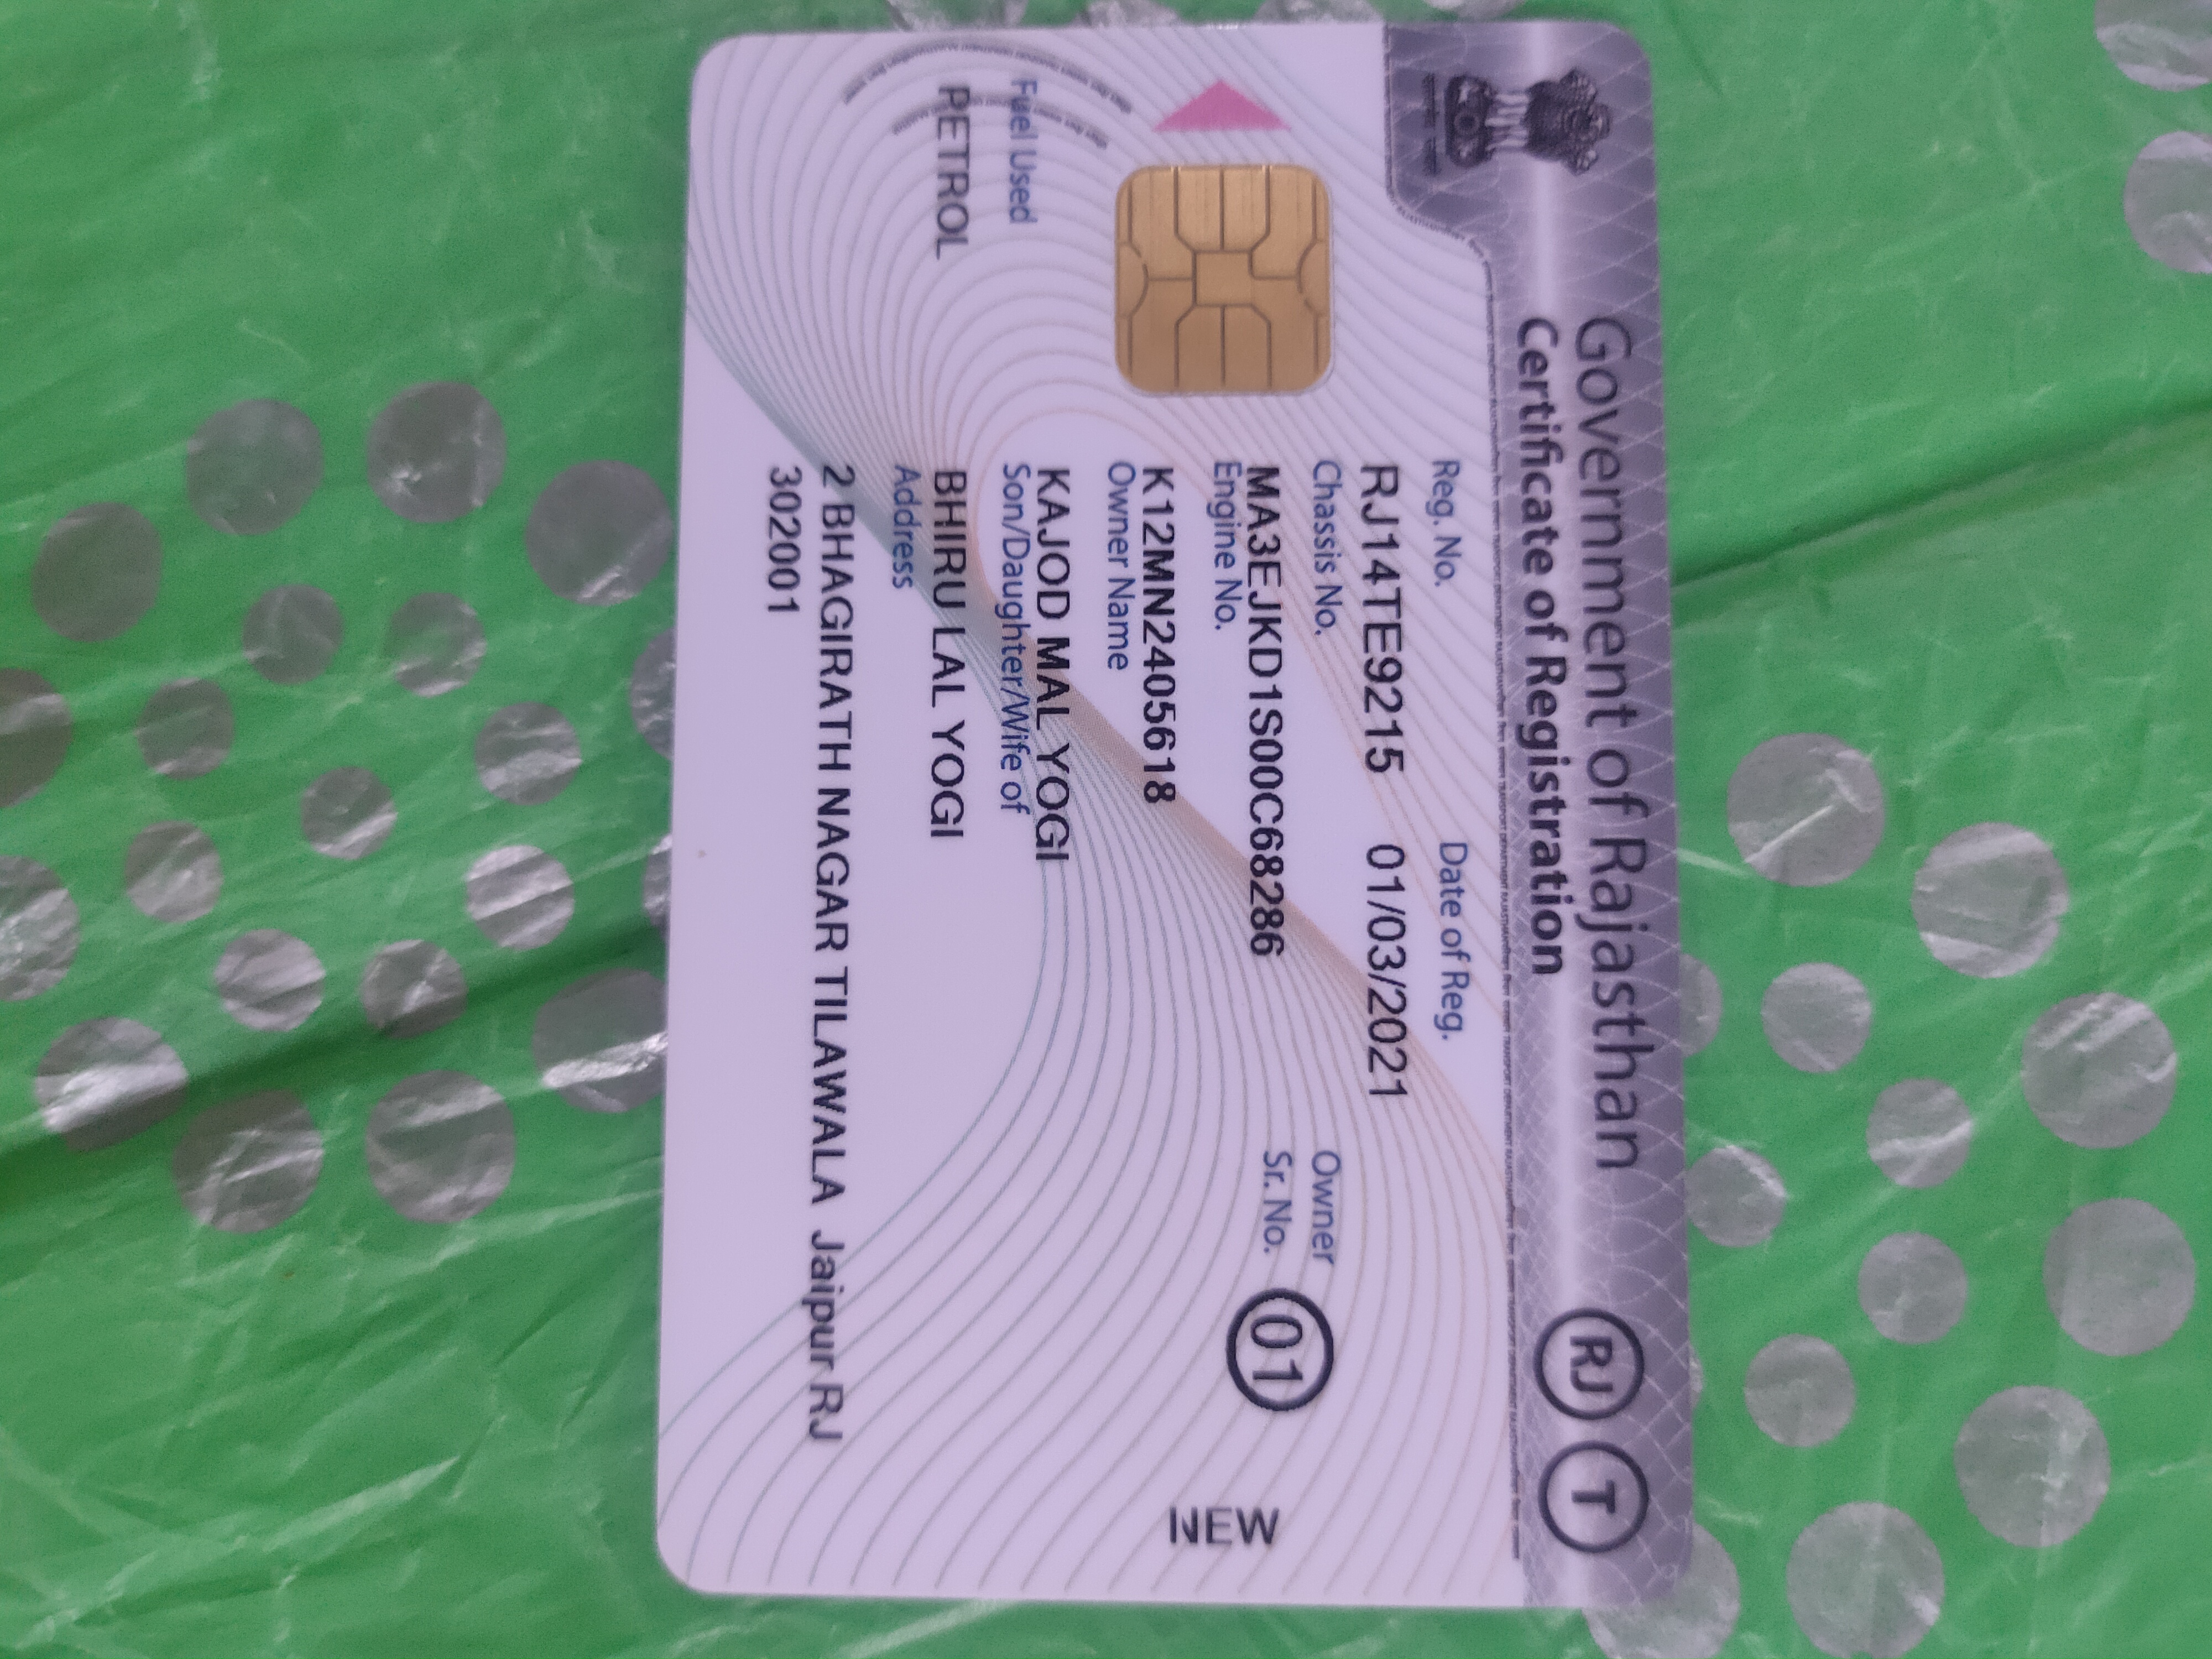 Government of Rajasthan
Certificate of Registration
RJ T
Reg. No. Date of Reg.
RJ14TE9215 01/03/2021
Chassis No.
MA3EJKD1S00C68286
Engine No.
K12MN2405618
Owner Name
KAJOD MAL YOGI
Son/Daughter/Wife of
BHIRU LAL YOGI
Address
2 BHAGIRATH NAGAR TILAWALA Jaipur RJ
302001
Owner
Sr. No.
01
NEW
Fuel Used
PETROL